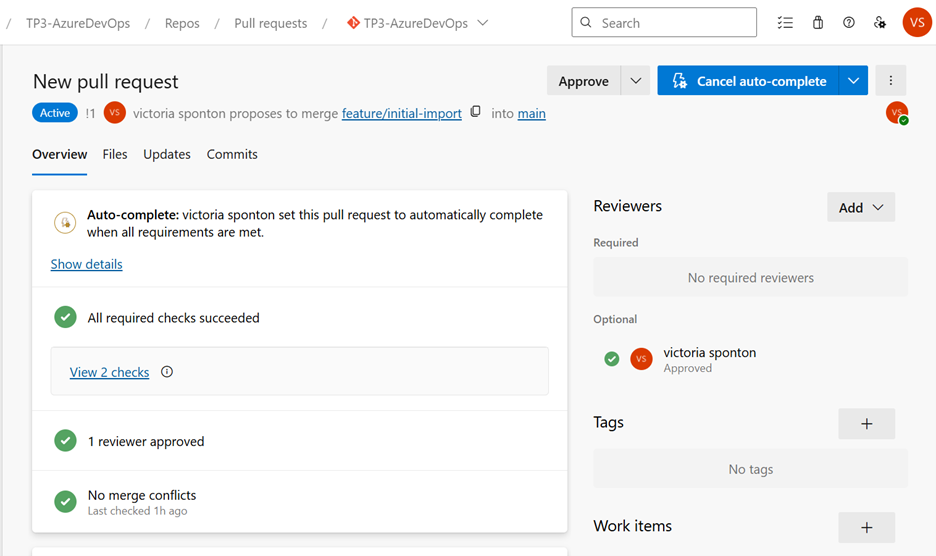 / TP3-AzureDevOps / Repos / Pull requests / TP3-AzureDevOps
Search
VS
New pull request
Approve
Cancel auto-complete
Active !1 VS victoria sponton proposes to merge feature/initial-import into main
VS
Overview Files Updates Commits
Auto-complete: victoria sponton set this pull request to automatically complete
when all requirements are met.
Show details
All required checks succeeded
View 2 checks
1 reviewer approved
No merge conflicts
Last checked 1h ago
Reviewers
Add
Required
No required reviewers
Optional
VS victoria sponton
Approved
Tags
+
No tags
Work items
+